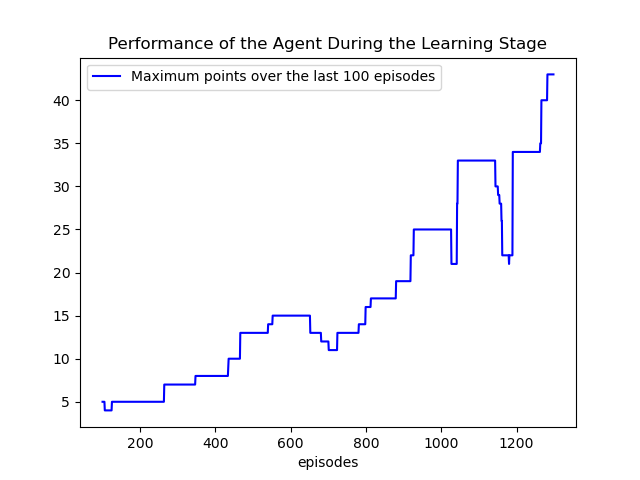 Performance of the Agent During the Learning Stage
Maximum points over the last 100 episodes
40
35
30
25
20
15
10
5
200 400 600 800 1000 1200
episodes